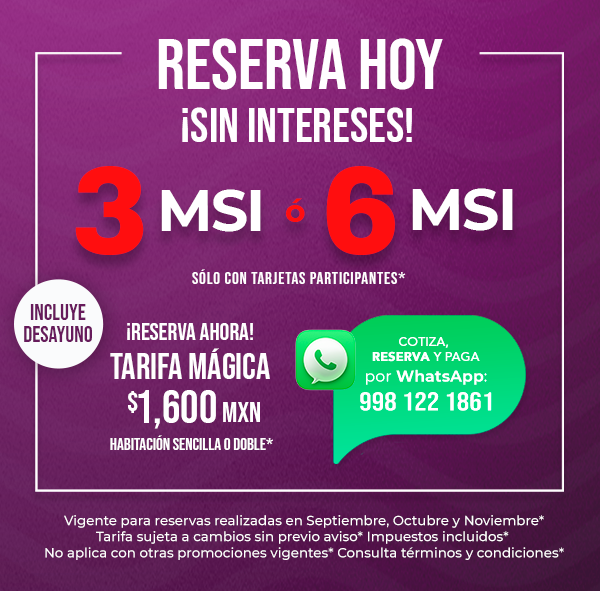 RESERVA HOY
¡SIN INTERESES!
3 MSI ó 6 MSI
SÓLO CON TARJETAS PARTICIPANTES*
INCLUYE
DESAYUNO
¡RESERVA AHORA!
TARIFA MÁGICA
$1,600 MXN
HABITACIÓN SENCILLA O DOBLE*
COTIZA,
RESERVA Y PAGA
por WhatsApp:
998 122 1861
Vigente para reservas realizadas en Septiembre, Octubre y Noviembre*
Tarifa sujeta a cambios sin previo aviso* Impuestos incluidos*
No aplica con otras promociones vigentes* Consulta términos y condiciones*